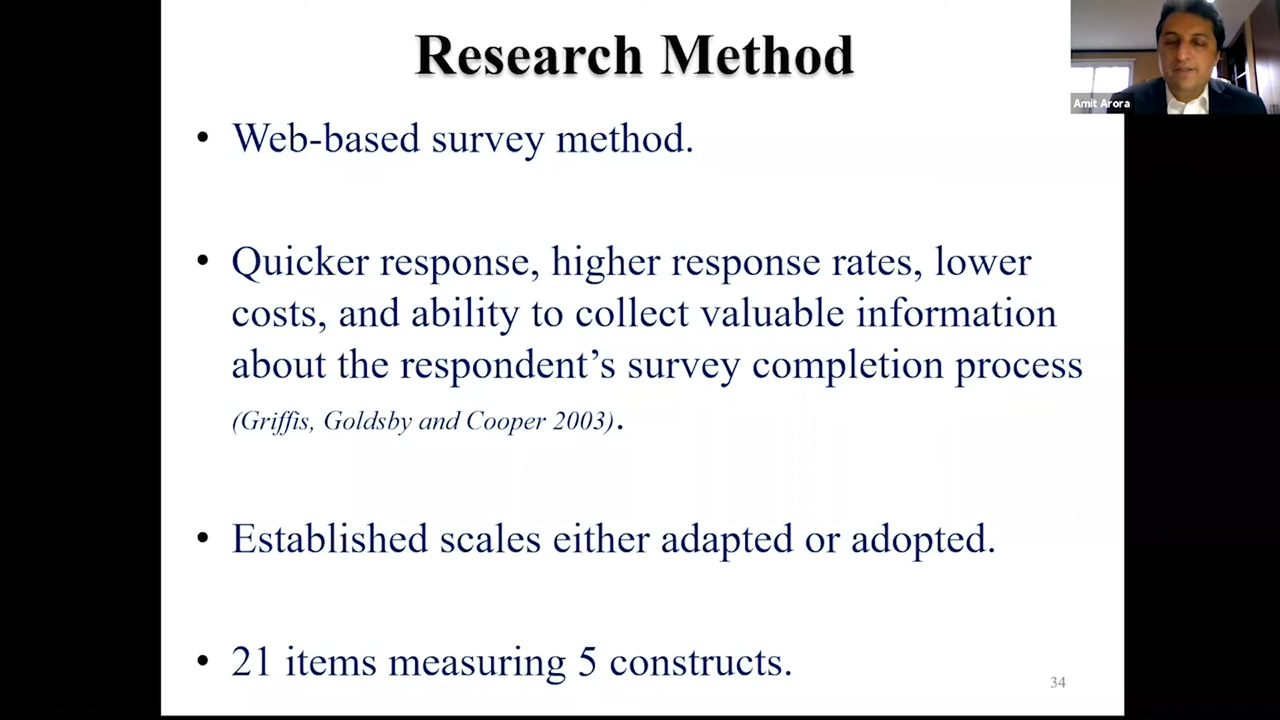 Research Method
Amit Arora
• Web-based survey method.
• Quicker response, higher response rates, lower
costs, and ability to collect valuable information
about the respondent’s survey completion process
(Griffis, Goldsby and Cooper 2003).
• Established scales either adapted or adopted.
• 21 items measuring 5 constructs.
34